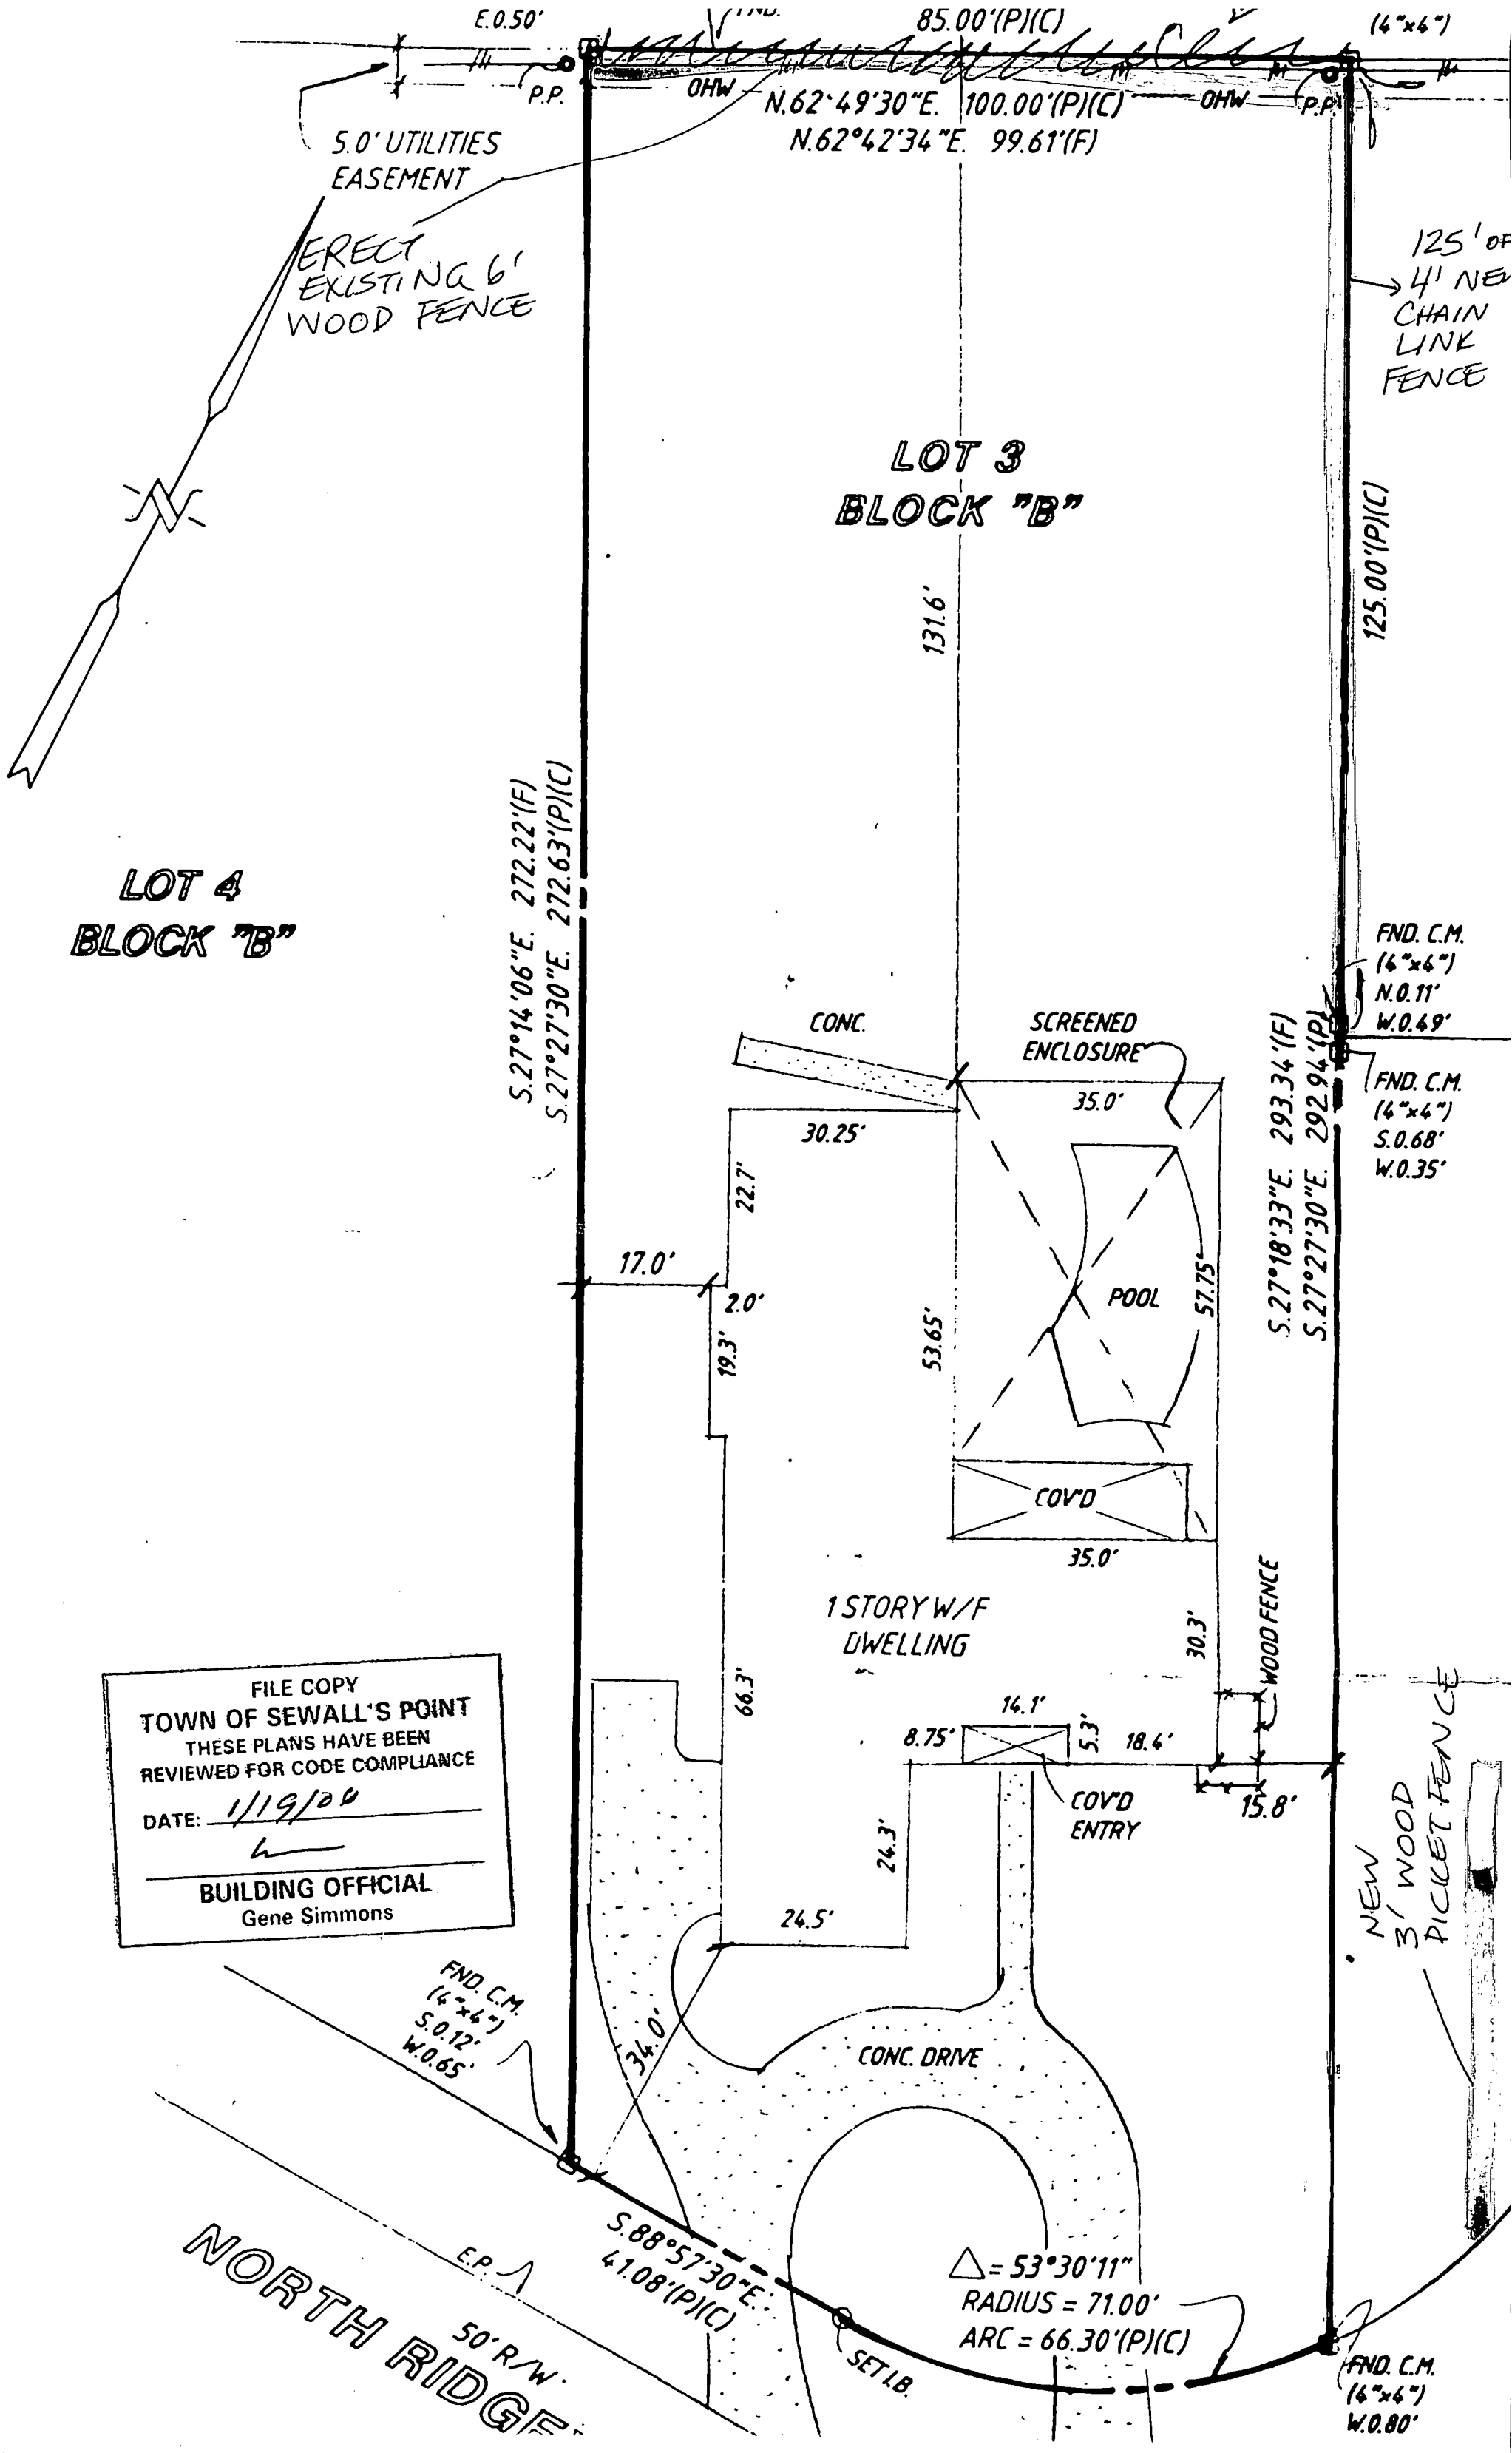 E.0.50'
FND.
85.00'(P)(C)
(4"x4")
P.P.
OHW
OHW
P.P.
N.62°49'30"E. 100.00'(P)(C)
N.62°42'34"E. 99.61'(F)
5.0' UTILITIES
EASEMENT
ERECT
EXISTING 6'
WOOD FENCE
125' OF
4' NEW
CHAIN
LINK
FENCE
N
LOT 3
BLOCK "B"
131.6'
125.00'(P)(C)
S.27°14'06"E. 272.22'(F)
S.27°27'30"E. 272.63'(P)(C)
LOT 4
BLOCK "B"
FND. C.M.
(4"x4")
N.0.11'
W.0.49'
FND. C.M.
(4"x4")
S.0.68'
W.0.35'
CONC.
SCREENED
ENCLOSURE
35.0'
30.25'
22.7'
S.27°18'33"E. 293.34'(F)
S.27°27'30"E. 292.94'(P)
17.0'
2.0'
19.3'
53.65'
POOL
57.75'
COV'D
35.0'
1 STORY W/F
DWELLING
30.3'
WOOD FENCE
66.3'
14.1'
8.75'
5.3'
18.4'
COV'D
ENTRY
15.8'
24.3'
24.5'
NEW
3' WOOD
PICKET FENCE
FILE COPY
TOWN OF SEWALL'S POINT
THESE PLANS HAVE BEEN
REVIEWED FOR CODE COMPLIANCE
DATE: 1/19/06
BUILDING OFFICIAL
Gene Simmons
FND. C.M.
(4"x4")
S.0.12'
W.0.65'
34.0'
CONC. DRIVE
S.88°57'30"E.
41.08'(P)(C)
E.P.
50' R/W
NORTH RIDGE
SET I.B.
△ = 53°30'11"
RADIUS = 71.00'
ARC = 66.30'(P)(C)
FND. C.M.
(4"x4")
W.0.80'